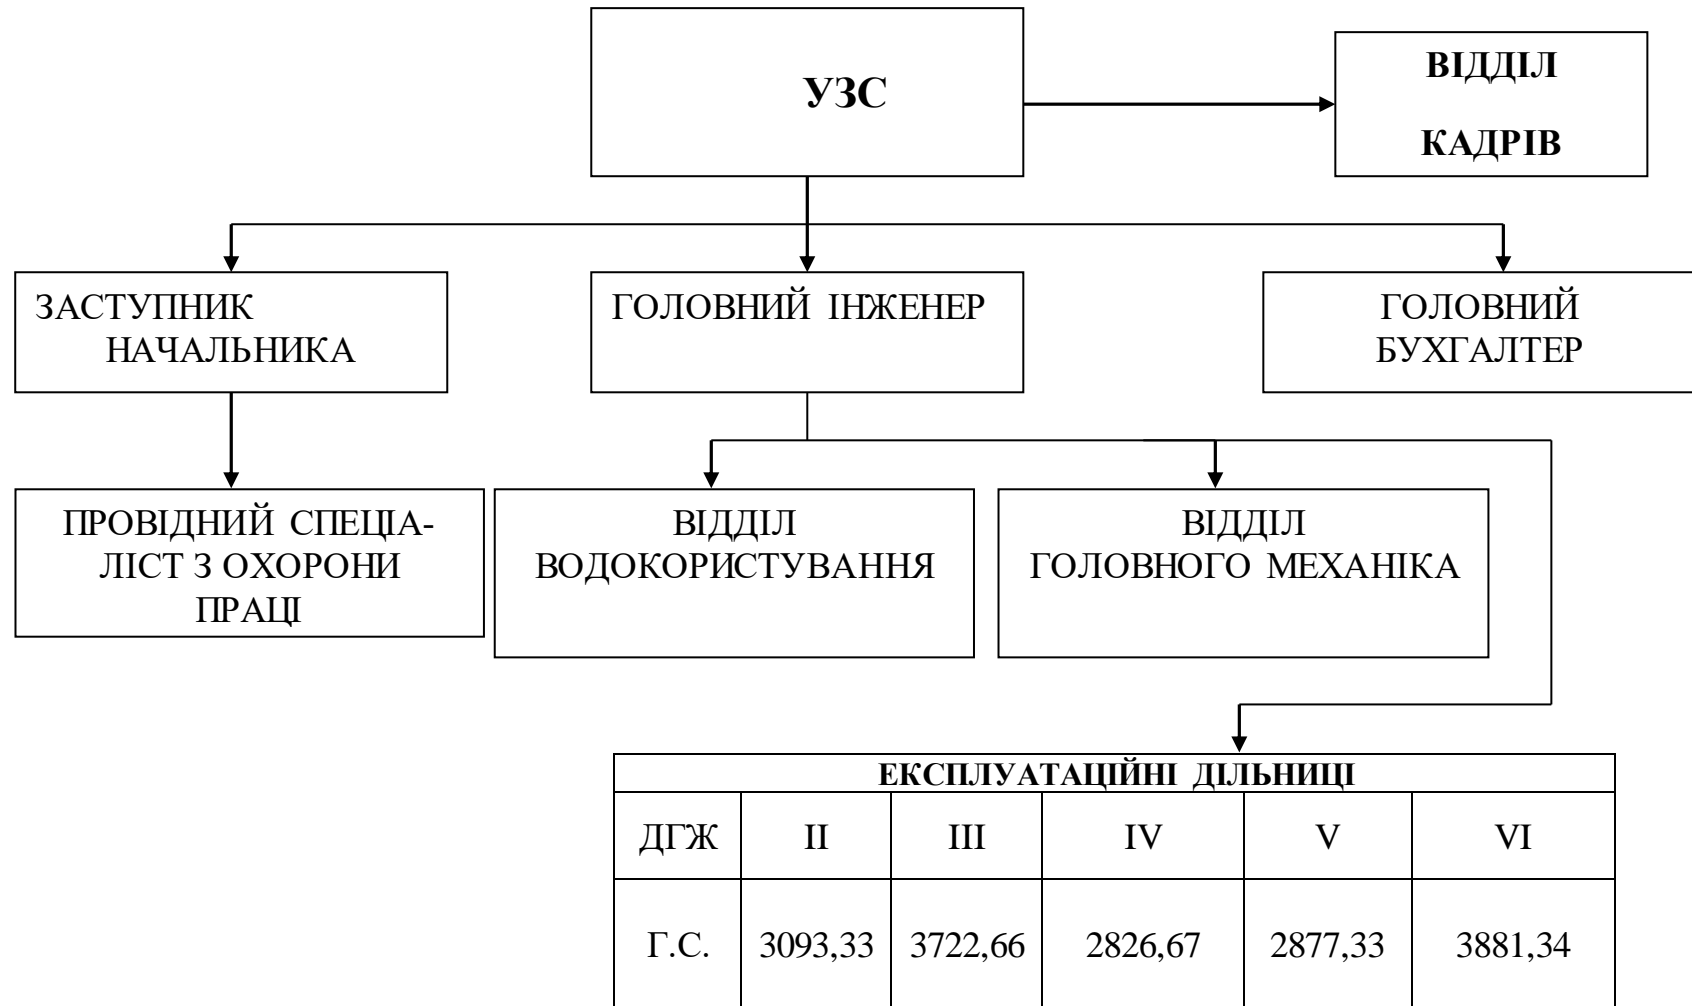 УЗС
ВІДДІЛ
КАДРІВ
ЗАСТУПНИК
НАЧАЛЬНИКА
ГОЛОВНИЙ ІНЖЕНЕР
ГОЛОВНИЙ
БУХГАЛТЕР
ПРОВІДНИЙ СПЕЦІА-
ЛІСТ З ОХОРОНИ
ПРАЦІ
ВІДДІЛ
ВОДОКОРИСТУВАННЯ
ВІДДІЛ
ГОЛОВНОГО МЕХАНІКА
ЕКСПЛУАТАЦІЙНІ ДІЛЬНИЦІ
ДГЖ II III IV V VI
Г.С. 3093,33 3722,66 2826,67 2877,33 3881,34